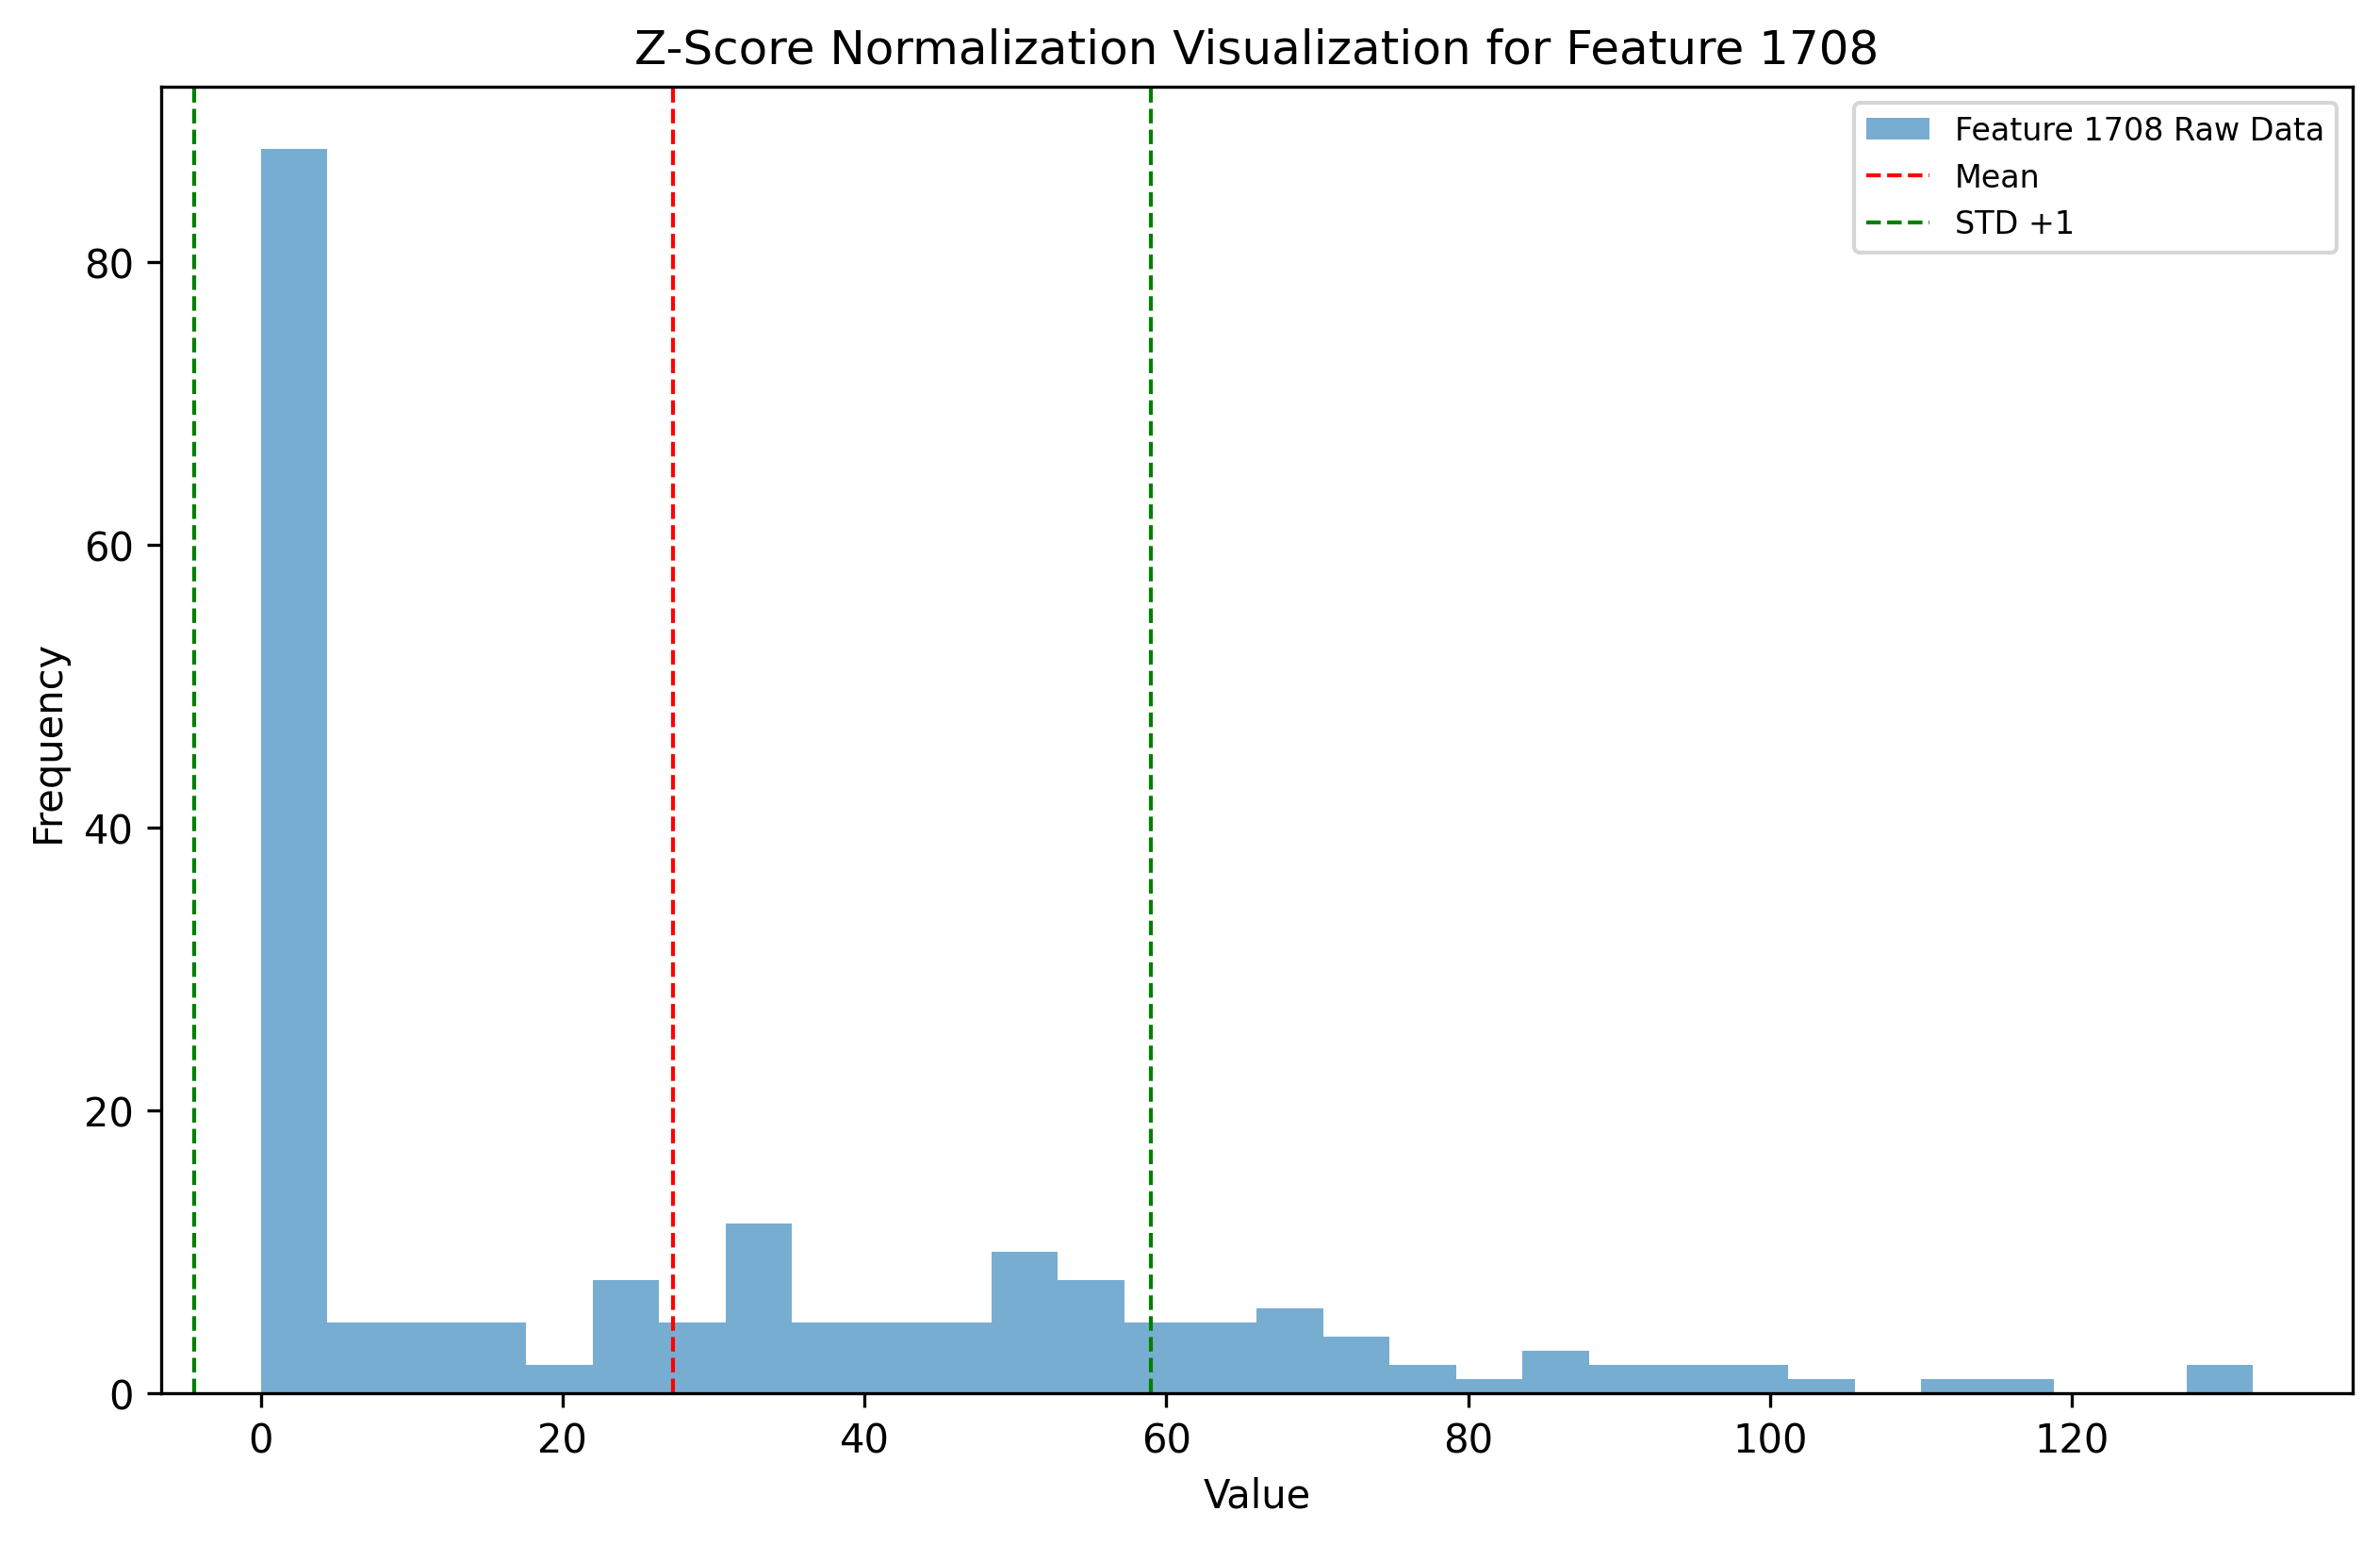 Z-Score Normalization Visualization for Feature 1708
Feature 1708 Raw Data
Mean
STD +1
Frequency
80
60
40
20
0
0 20 40 60 80 100 120
Value